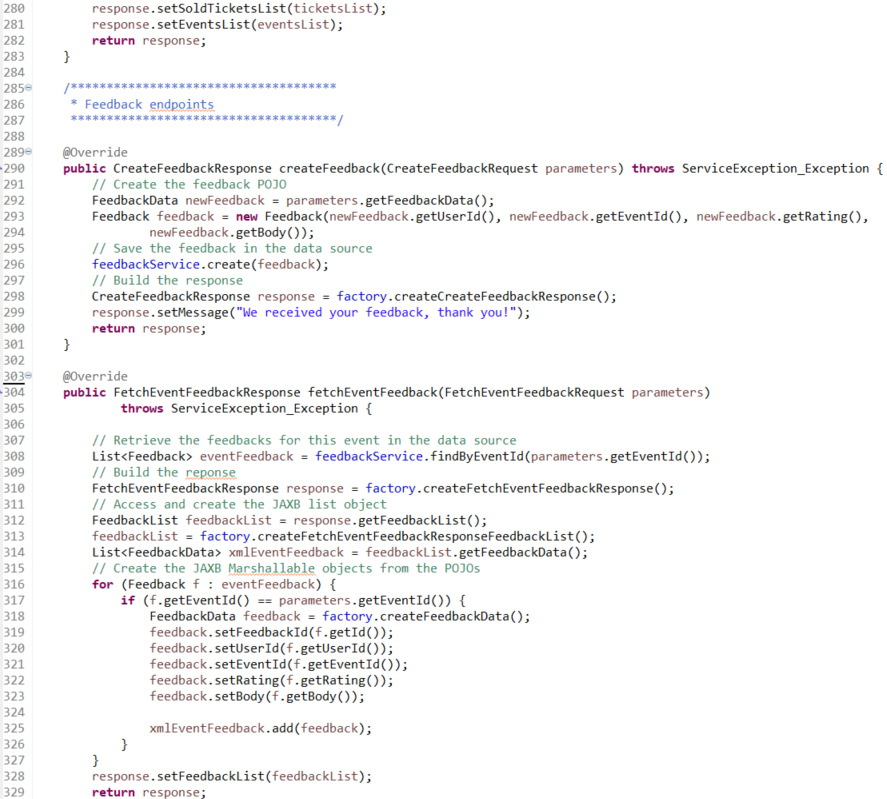 280         response.setSoldTicketsList(ticketsList);
281         response.setEventsList(eventsList);
282         return response;
283     }
284
285     /*************************************
286      * Feedback endpoints
287      *************************************/
288
289     @Override
290     public CreateFeedbackResponse createFeedback(CreateFeedbackRequest parameters) throws ServiceException_Exception {
291         // Create the feedback POJO
292         FeedbackData newFeedback = parameters.getFeedbackData();
293         Feedback feedback = new Feedback(newFeedback.getUserId(), newFeedback.getEventId(), newFeedback.getRating(),
294                 newFeedback.getBody());
295         // Save the feedback in the data source
296         feedbackService.create(feedback);
297         // Build the response
298         CreateFeedbackResponse response = factory.createCreateFeedbackResponse();
299         response.setMessage("We received your feedback, thank you!");
300         return response;
301     }
302
303     @Override
304     public FetchEventFeedbackResponse fetchEventFeedback(FetchEventFeedbackRequest parameters)
305             throws ServiceException_Exception {
306
307         // Retrieve the feedbacks for this event in the data source
308         List<Feedback> eventFeedback = feedbackService.findByEventId(parameters.getEventId());
309         // Build the reponse
310         FetchEventFeedbackResponse response = factory.createFetchEventFeedbackResponse();
311         // Access and create the JAXB list object
312         FeedbackList feedbackList = response.getFeedbackList();
313         feedbackList = factory.createFetchEventFeedbackResponseFeedbackList();
314         List<FeedbackData> xmlEventFeedback = feedbackList.getFeedbackData();
315         // Create the JAXB Marshallable objects from the POJOs
316         for (Feedback f : eventFeedback) {
317             if (f.getEventId() == parameters.getEventId()) {
318                 FeedbackData feedback = factory.createFeedbackData();
319                 feedback.setFeedbackId(f.getId());
320                 feedback.setUserId(f.getUserId());
321                 feedback.setEventId(f.getEventId());
322                 feedback.setRating(f.getRating());
323                 feedback.setBody(f.getBody());
324
325                 xmlEventFeedback.add(feedback);
326             }
327         }
328         response.setFeedbackList(feedbackList);
329         return response;